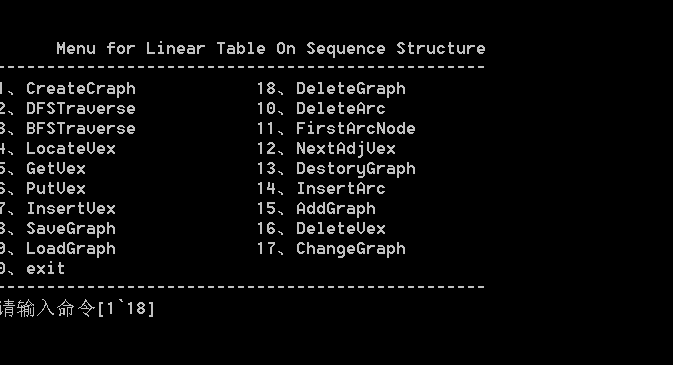 Menu for Linear Table On Sequence Structure
-------------------------------------------------
1、CreateCraph 18、DeleteGraph
2、DFSTraverse 10、DeleteArc
3、BFSTraverse 11、FirstArcNode
4、LocateVex 12、NextAdjVex
5、GetVex 13、DestoryGraph
6、PutVex 14、InsertArc
7、InsertVex 15、AddGraph
8、SaveGraph 16、DeleteVex
9、LoadGraph 17、ChangeGraph
0、exit
-------------------------------------------------
请输入命令[1`18]